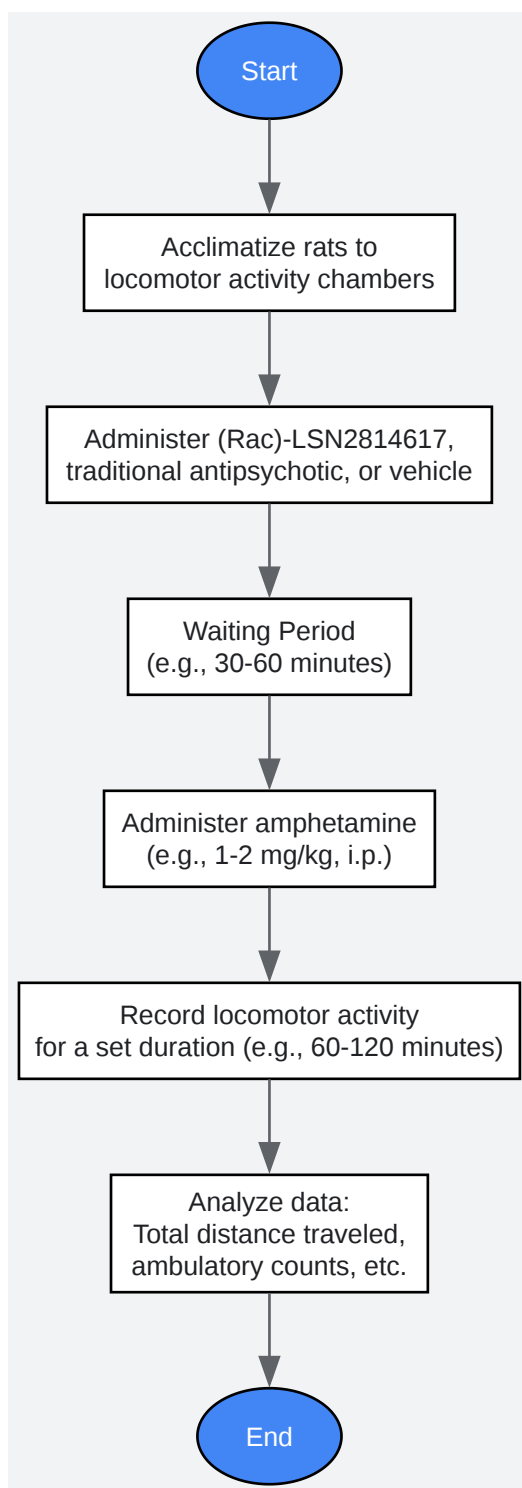 Start
Acclimatize rats to
locomotor activity chambers
Administer (Rac)-LSN2814617,
traditional antipsychotic, or vehicle
Waiting Period
(e.g., 30-60 minutes)
Administer amphetamine
(e.g., 1-2 mg/kg, i.p.)
Record locomotor activity
for a set duration (e.g., 60-120 minutes)
Analyze data:
Total distance traveled,
ambulatory counts, etc.
End